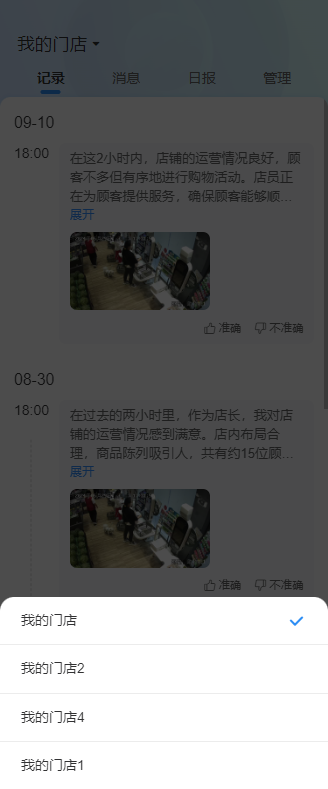 我的门店
记录 消息 日报 管理
09-10
18:00
在这2小时内，店铺的运营情况良好，顾
客不多但有序地进行购物活动。店员正
在为顾客提供服务，确保顾客能够顺...
展开
准确 不准确
08-30
18:00
在过去的两小时里，作为店长，我对店
铺的运营情况感到满意。店内布局合
理，商品陈列吸引人，共有约15位顾...
展开
准确 不准确
我的门店
我的门店2
我的门店4
我的门店1